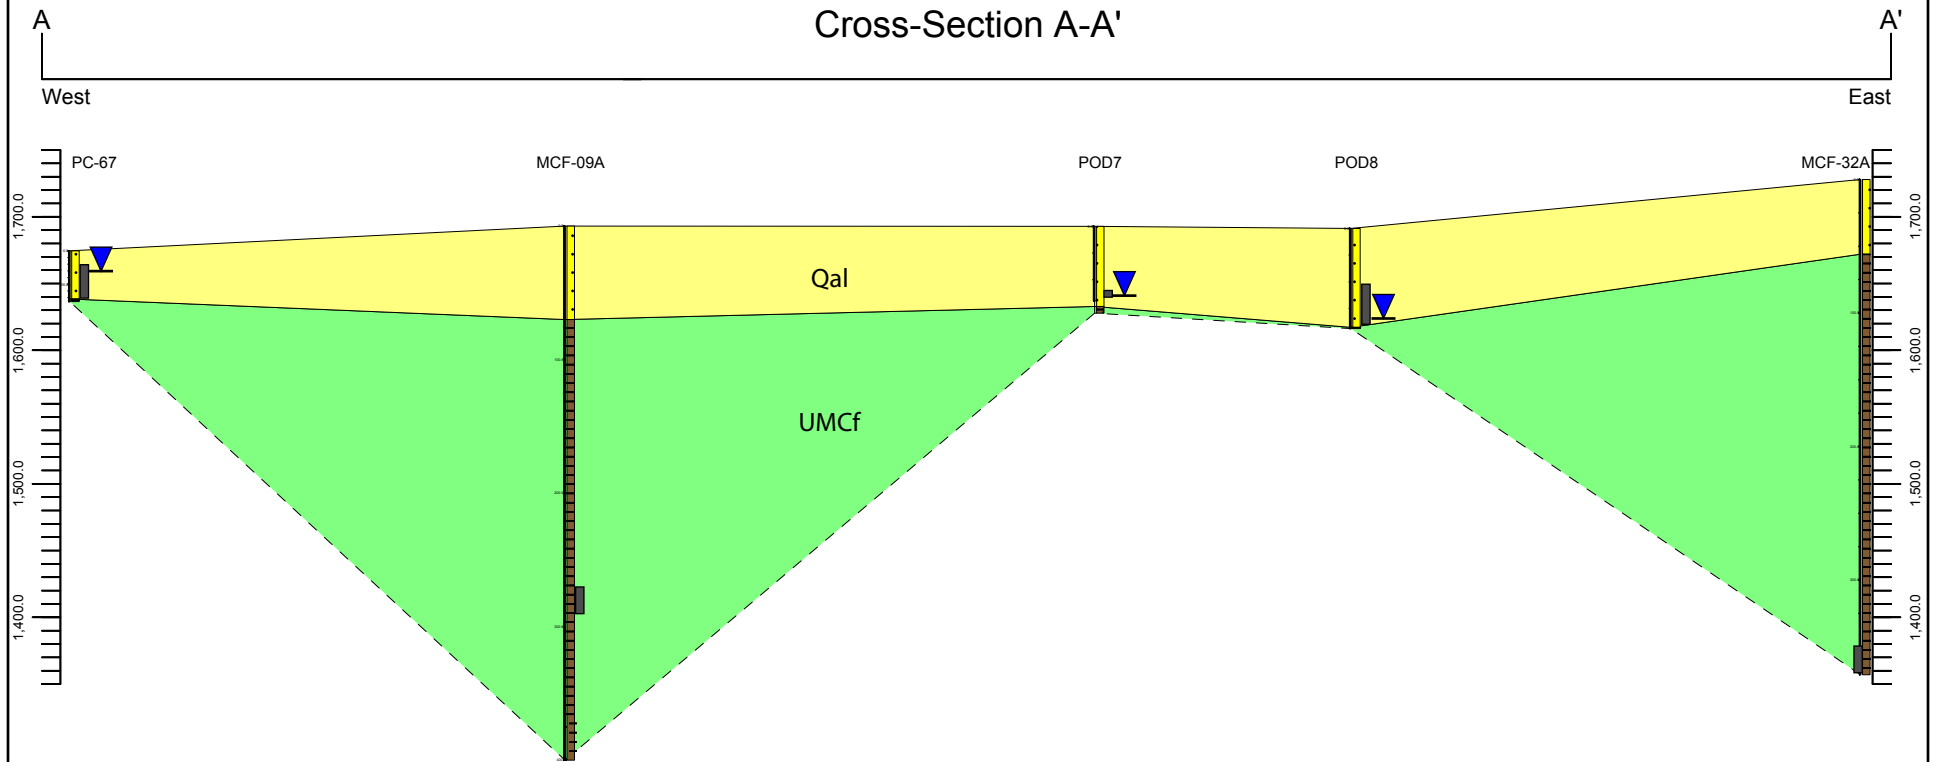 A
Cross-Section A-A'
A'
West
East
PC-67
MCF-09A
POD7
POD8
MCF-32A
1,700.0
1,700.0
Qal
1,600.0
1,600.0
UMCf
1,500.0
1,500.0
1,400.0
1,400.0